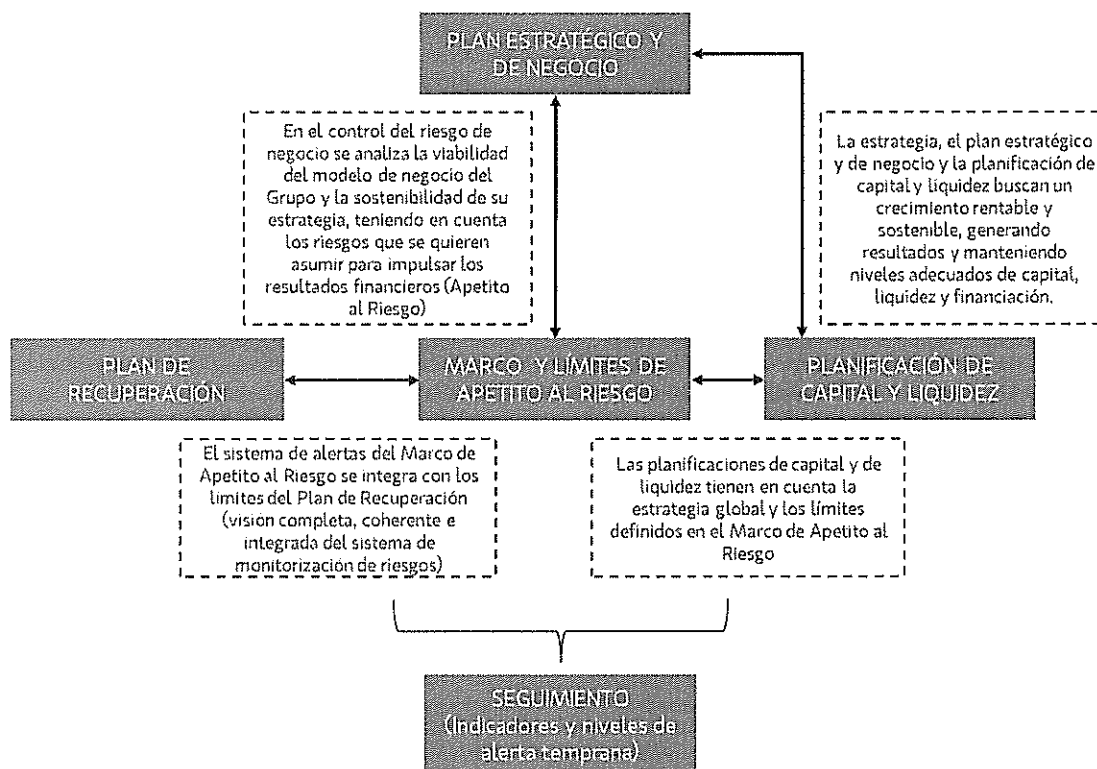 PLAN ESTRATÉGICO Y
DE NEGOCIO
En el control del riesgo de
negocio se analiza la viabilidad
del modelo de negocio del
Grupo y la sostenibilidad de su
estrategia, teniendo en cuenta
los riesgos que se quieren
asumir para impulsar los
resultados financieros (Apetito
al Riesgo)
La estrategia, el plan estratégico
y de negocio y la planificación de
capital y liquidez buscan un
crecimiento rentable y
sostenible, generando
resultados y manteniendo
niveles adecuados de capital,
liquidez y financiación.
PLAN DE
RECUPERACIÓN
MARCO Y LÍMITES DE
APETITO AL RIESGO
PLANIFICACIÓN DE
CAPITAL Y LIQUIDEZ
El sistema de alertas del Marco de
Apetito al Riesgo se integra con los
límites del Plan de Recuperación
(visión completa, coherente e
integrada del sistema de
monitorización de riesgos)
Las planificaciones de capital y de
liquidez tienen en cuenta la
estrategia global y los límites
definidos en el Marco de Apetito al
Riesgo
SEGUIMIENTO
(Indicadores y niveles de
alerta temprana)